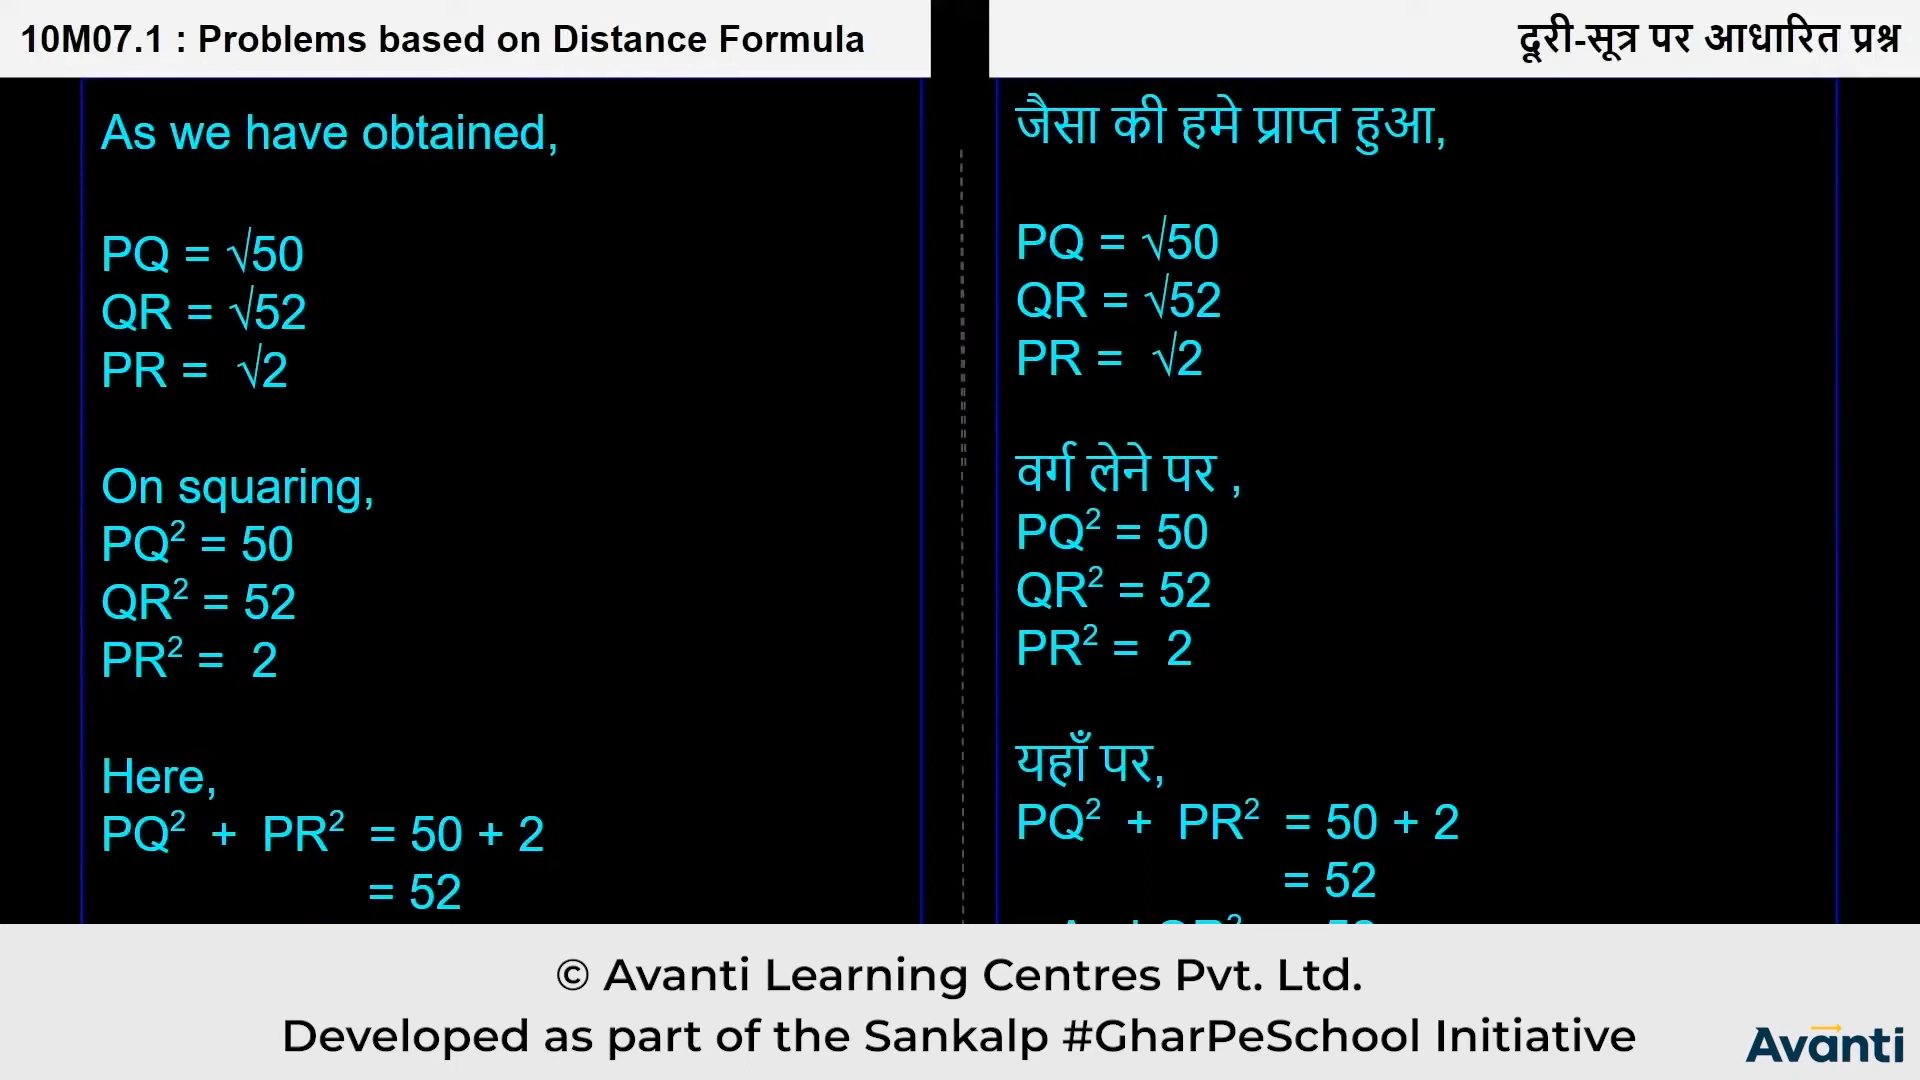 10M07.1 : Problems based on Distance Formula
दूरी-सूत्र पर आधारित प्रश्न
As we have obtained,
PQ = √50
QR = √52
PR = √2
On squaring,
PQ² = 50
QR² = 52
PR² = 2
Here,
PQ² + PR² = 50 + 2
= 52
जैसा की हमे प्राप्त हुआ,
PQ = √50
QR = √52
PR = √2
वर्ग लेने पर ,
PQ² = 50
QR² = 52
PR² = 2
यहाँ पर,
PQ² + PR² = 50 + 2
= 52
© Avanti Learning Centres Pvt. Ltd.
Developed as part of the Sankalp #GharPeSchool Initiative
Avanti